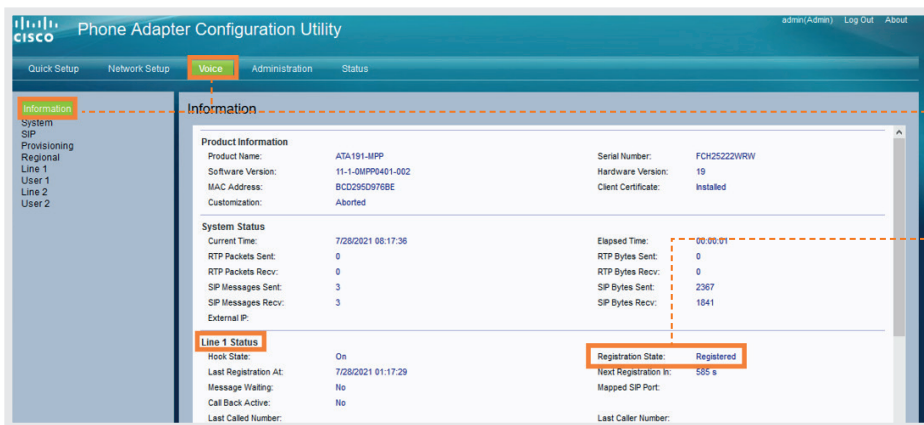 cisco Phone Adapter Configuration Utility
admin(Admin) Log Out About
Quick Setup Network Setup Voice Administration Status
Information
System
SIP
Provisioning
Regional
Line 1
User 1
Line 2
User 2
Information
Product Information
Product Name: ATA191-MPP Serial Number: FCH25222WRW
Software Version: 11-1-0MPP0401-002 Hardware Version: 19
MAC Address: BCD295D976BE Client Certificate: Installed
Customization: Aborted
System Status
Current Time: 7/28/2021 08:17:36 Elapsed Time: 00:00:01
RTP Packets Sent: 0 RTP Bytes Sent: 0
RTP Packets Recv: 0 RTP Bytes Recv: 0
SIP Messages Sent: 3 SIP Bytes Sent: 2367
SIP Messages Recv: 3 SIP Bytes Recv: 1841
External IP:
Line 1 Status
Hook State: On Registration State: Registered
Last Registration At: 7/28/2021 01:17:29 Next Registration In: 585 s
Message Waiting: No Mapped SIP Port:
Call Back Active: No
Last Called Number: Last Caller Number: